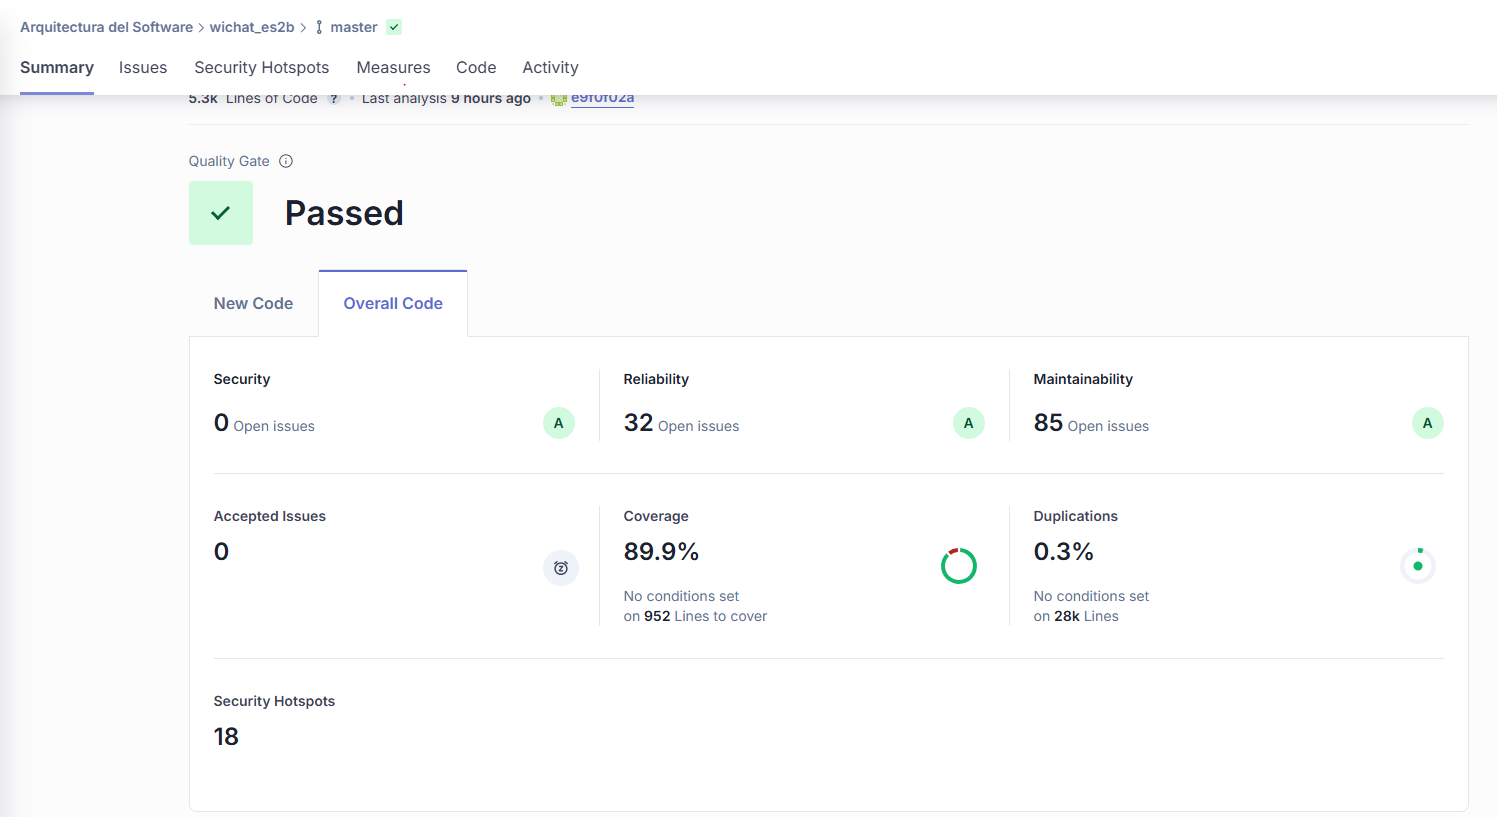 Arquitectura del Software > wichat_es2b > master
Summary Issues Security Hotspots Measures Code Activity
5.3k Lines of Code ? • Last analysis 9 hours ago • e9f0f02a
Quality Gate
Passed
New Code Overall Code
Security Reliability Maintainability
0 Open issues A 32 Open issues A 85 Open issues A
Accepted Issues Coverage Duplications
0 89.9% 0.3%
No conditions set No conditions set
on 952 Lines to cover on 28k Lines
Security Hotspots
18